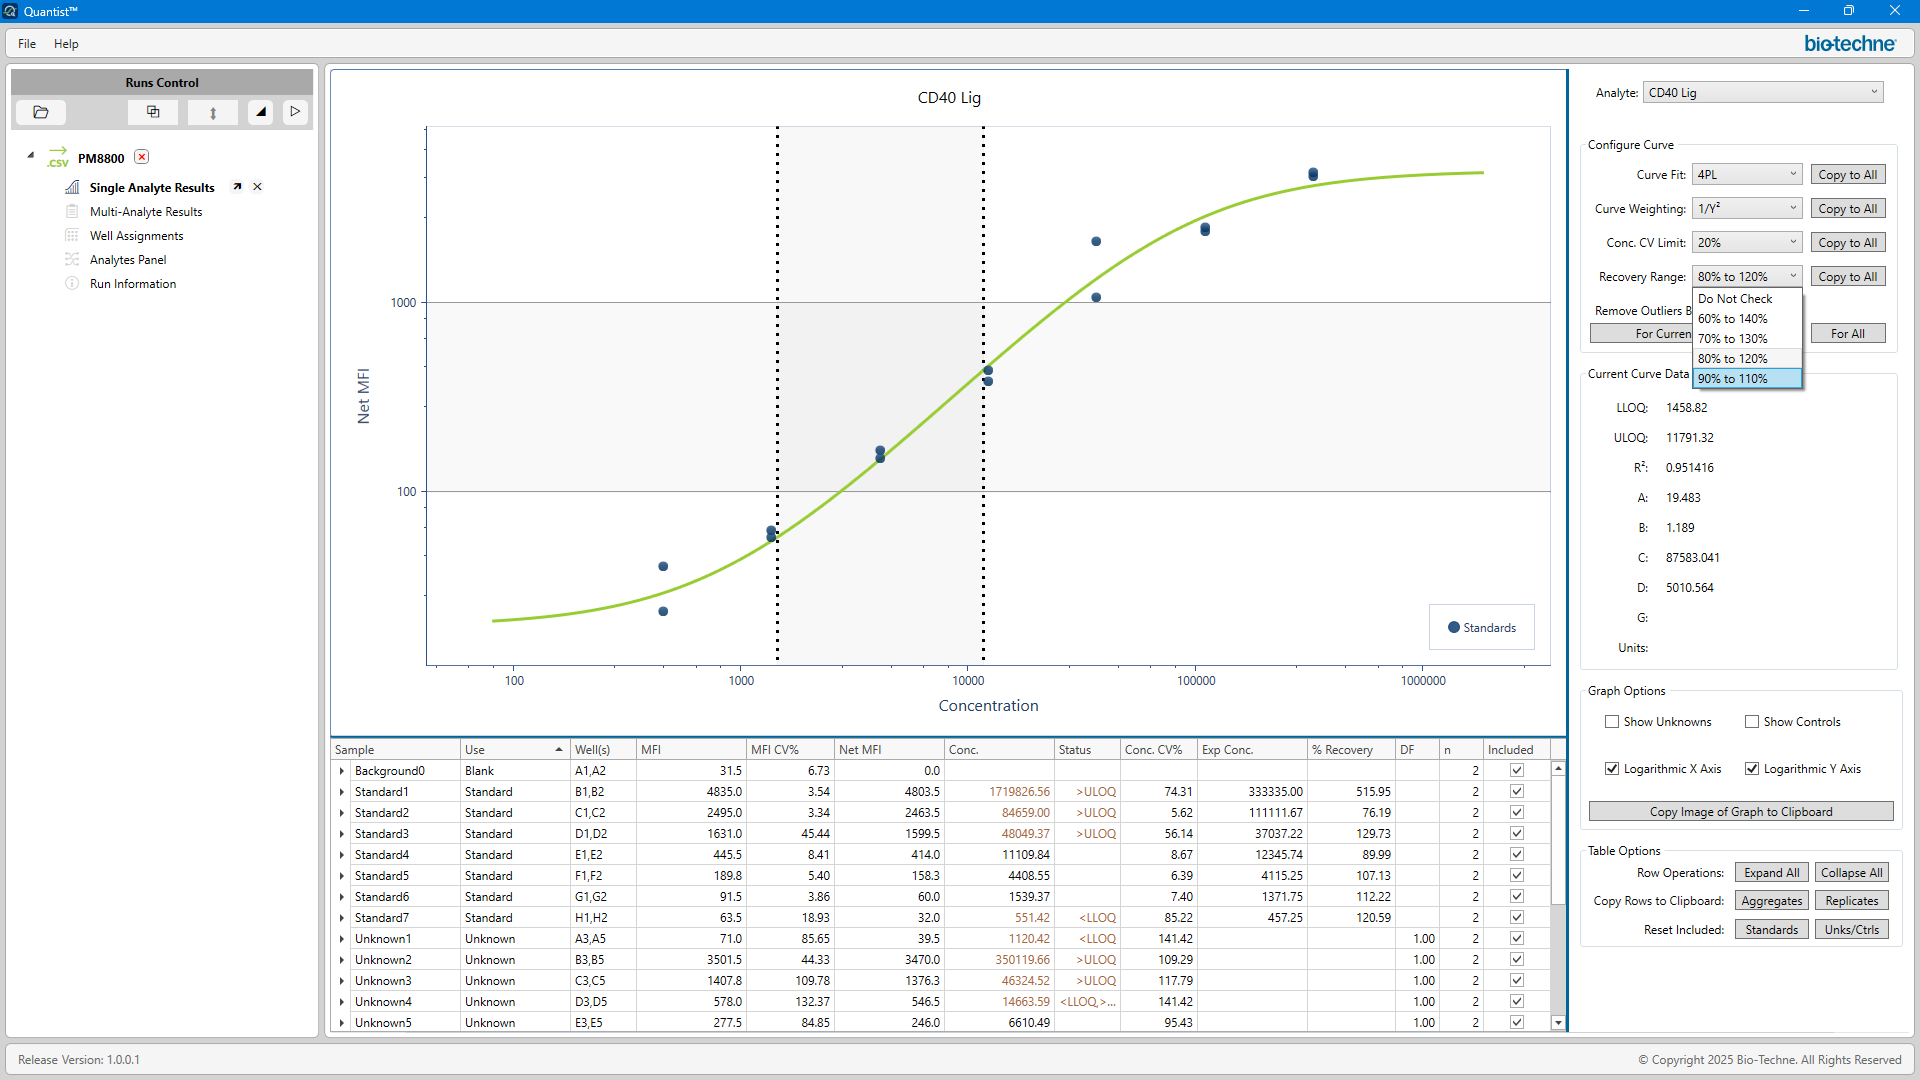 Quantist™
File Help
bio-techne
Runs Control
.CSV PM8800
Single Analyte Results
Multi-Analyte Results
Well Assignments
Analytes Panel
Run Information
CD40 Lig
Net MFI
1000
100
100 1000 10000 100000 1000000
Concentration
Standards
Sample Use Well(s) MFI MFI CV% Net MFI Conc. Status Conc. CV% Exp Conc. % Recovery DF n Included
Background0 Blank A1,A2 31.5 6.73 0.0 2
Standard1 Standard B1,B2 4835.0 3.54 4803.5 1719826.56 >ULOQ 74.31 333335.00 515.95 2
Standard2 Standard C1,C2 2495.0 3.34 2463.5 84659.00 >ULOQ 5.62 111111.67 76.19 2
Standard3 Standard D1,D2 1631.0 45.44 1599.5 48049.37 >ULOQ 56.14 37037.22 129.73 2
Standard4 Standard E1,E2 445.5 8.41 414.0 11109.84 8.67 12345.74 89.99 2
Standard5 Standard F1,F2 189.8 5.40 158.3 4408.55 6.39 4115.25 107.13 2
Standard6 Standard G1,G2 91.5 3.86 60.0 1539.37 7.40 1371.75 112.22 2
Standard7 Standard H1,H2 63.5 18.93 32.0 551.42 <LLOQ 85.22 457.25 120.59 2
Unknown1 Unknown A3,A5 71.0 85.65 39.5 1120.42 <LLOQ 141.42 1.00 2
Unknown2 Unknown B3,B5 3501.5 44.33 3470.0 350119.66 >ULOQ 109.29 1.00 2
Unknown3 Unknown C3,C5 1407.8 109.78 1376.3 46324.52 >ULOQ 117.79 1.00 2
Unknown4 Unknown D3,D5 578.0 132.37 546.5 14663.59 <LLOQ,>... 141.42 1.00 2
Unknown5 Unknown E3,E5 277.5 84.85 246.0 6610.49 95.43 1.00 2
Analyte: CD40 Lig
Configure Curve
Curve Fit: 4PL Copy to All
Curve Weighting: 1/Y² Copy to All
Conc. CV Limit: 20% Copy to All
Recovery Range: 80% to 120% Copy to All
Do Not Check
60% to 140%
70% to 130%
80% to 120%
90% to 110%
Remove Outliers B
For Curren For All
Current Curve Data
LLOQ: 1458.82
ULOQ: 11791.32
R²: 0.951416
A: 19.483
B: 1.189
C: 87583.041
D: 5010.564
G:
Units:
Graph Options
Show Unknowns Show Controls
Logarithmic X Axis Logarithmic Y Axis
Copy Image of Graph to Clipboard
Table Options
Row Operations: Expand All Collapse All
Copy Rows to Clipboard: Aggregates Replicates
Reset Included: Standards Unks/Ctrls
Release Version: 1.0.0.1
© Copyright 2025 Bio-Techne. All Rights Reserved